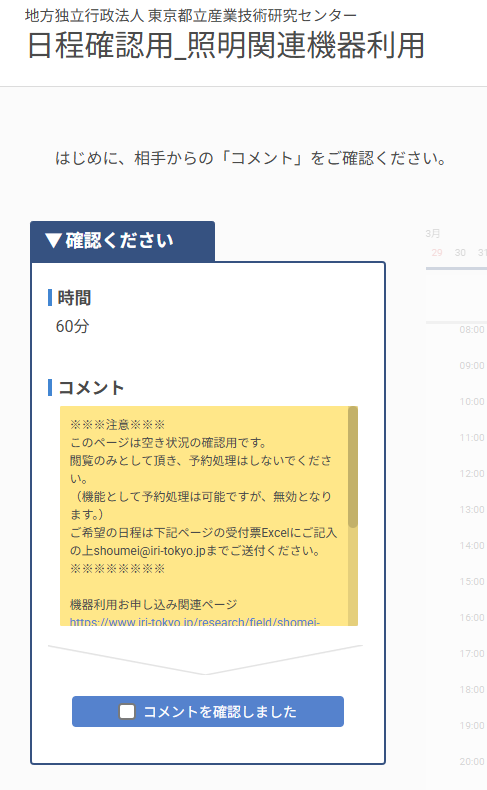 地方独立行政法人 東京都立産業技術研究センター
日程確認用_照明関連機器利用
はじめに、相手からの「コメント」をご確認ください。
▼確認ください
時間
60分
コメント
※※※注意※※※
このページは空き状況の確認用です。
閲覧のみとして頂き、予約処理はしないでくださ
い。
（機能として予約処理は可能ですが、無効となり
ます。）
ご希望の日程は下記ページの受付票Excelにご記入
の上shoumei@iri-tokyo.jpまでご送付ください。
※※※※※※※※
機器利用お申し込み関連ページ
https://www.iri-tokyo.jp/research/field/shomei-
コメントを確認しました
3月
29 30 31
08:00
09:00
10:00
11:00
12:00
13:00
14:00
15:00
16:00
17:00
18:00
19:00
20:00